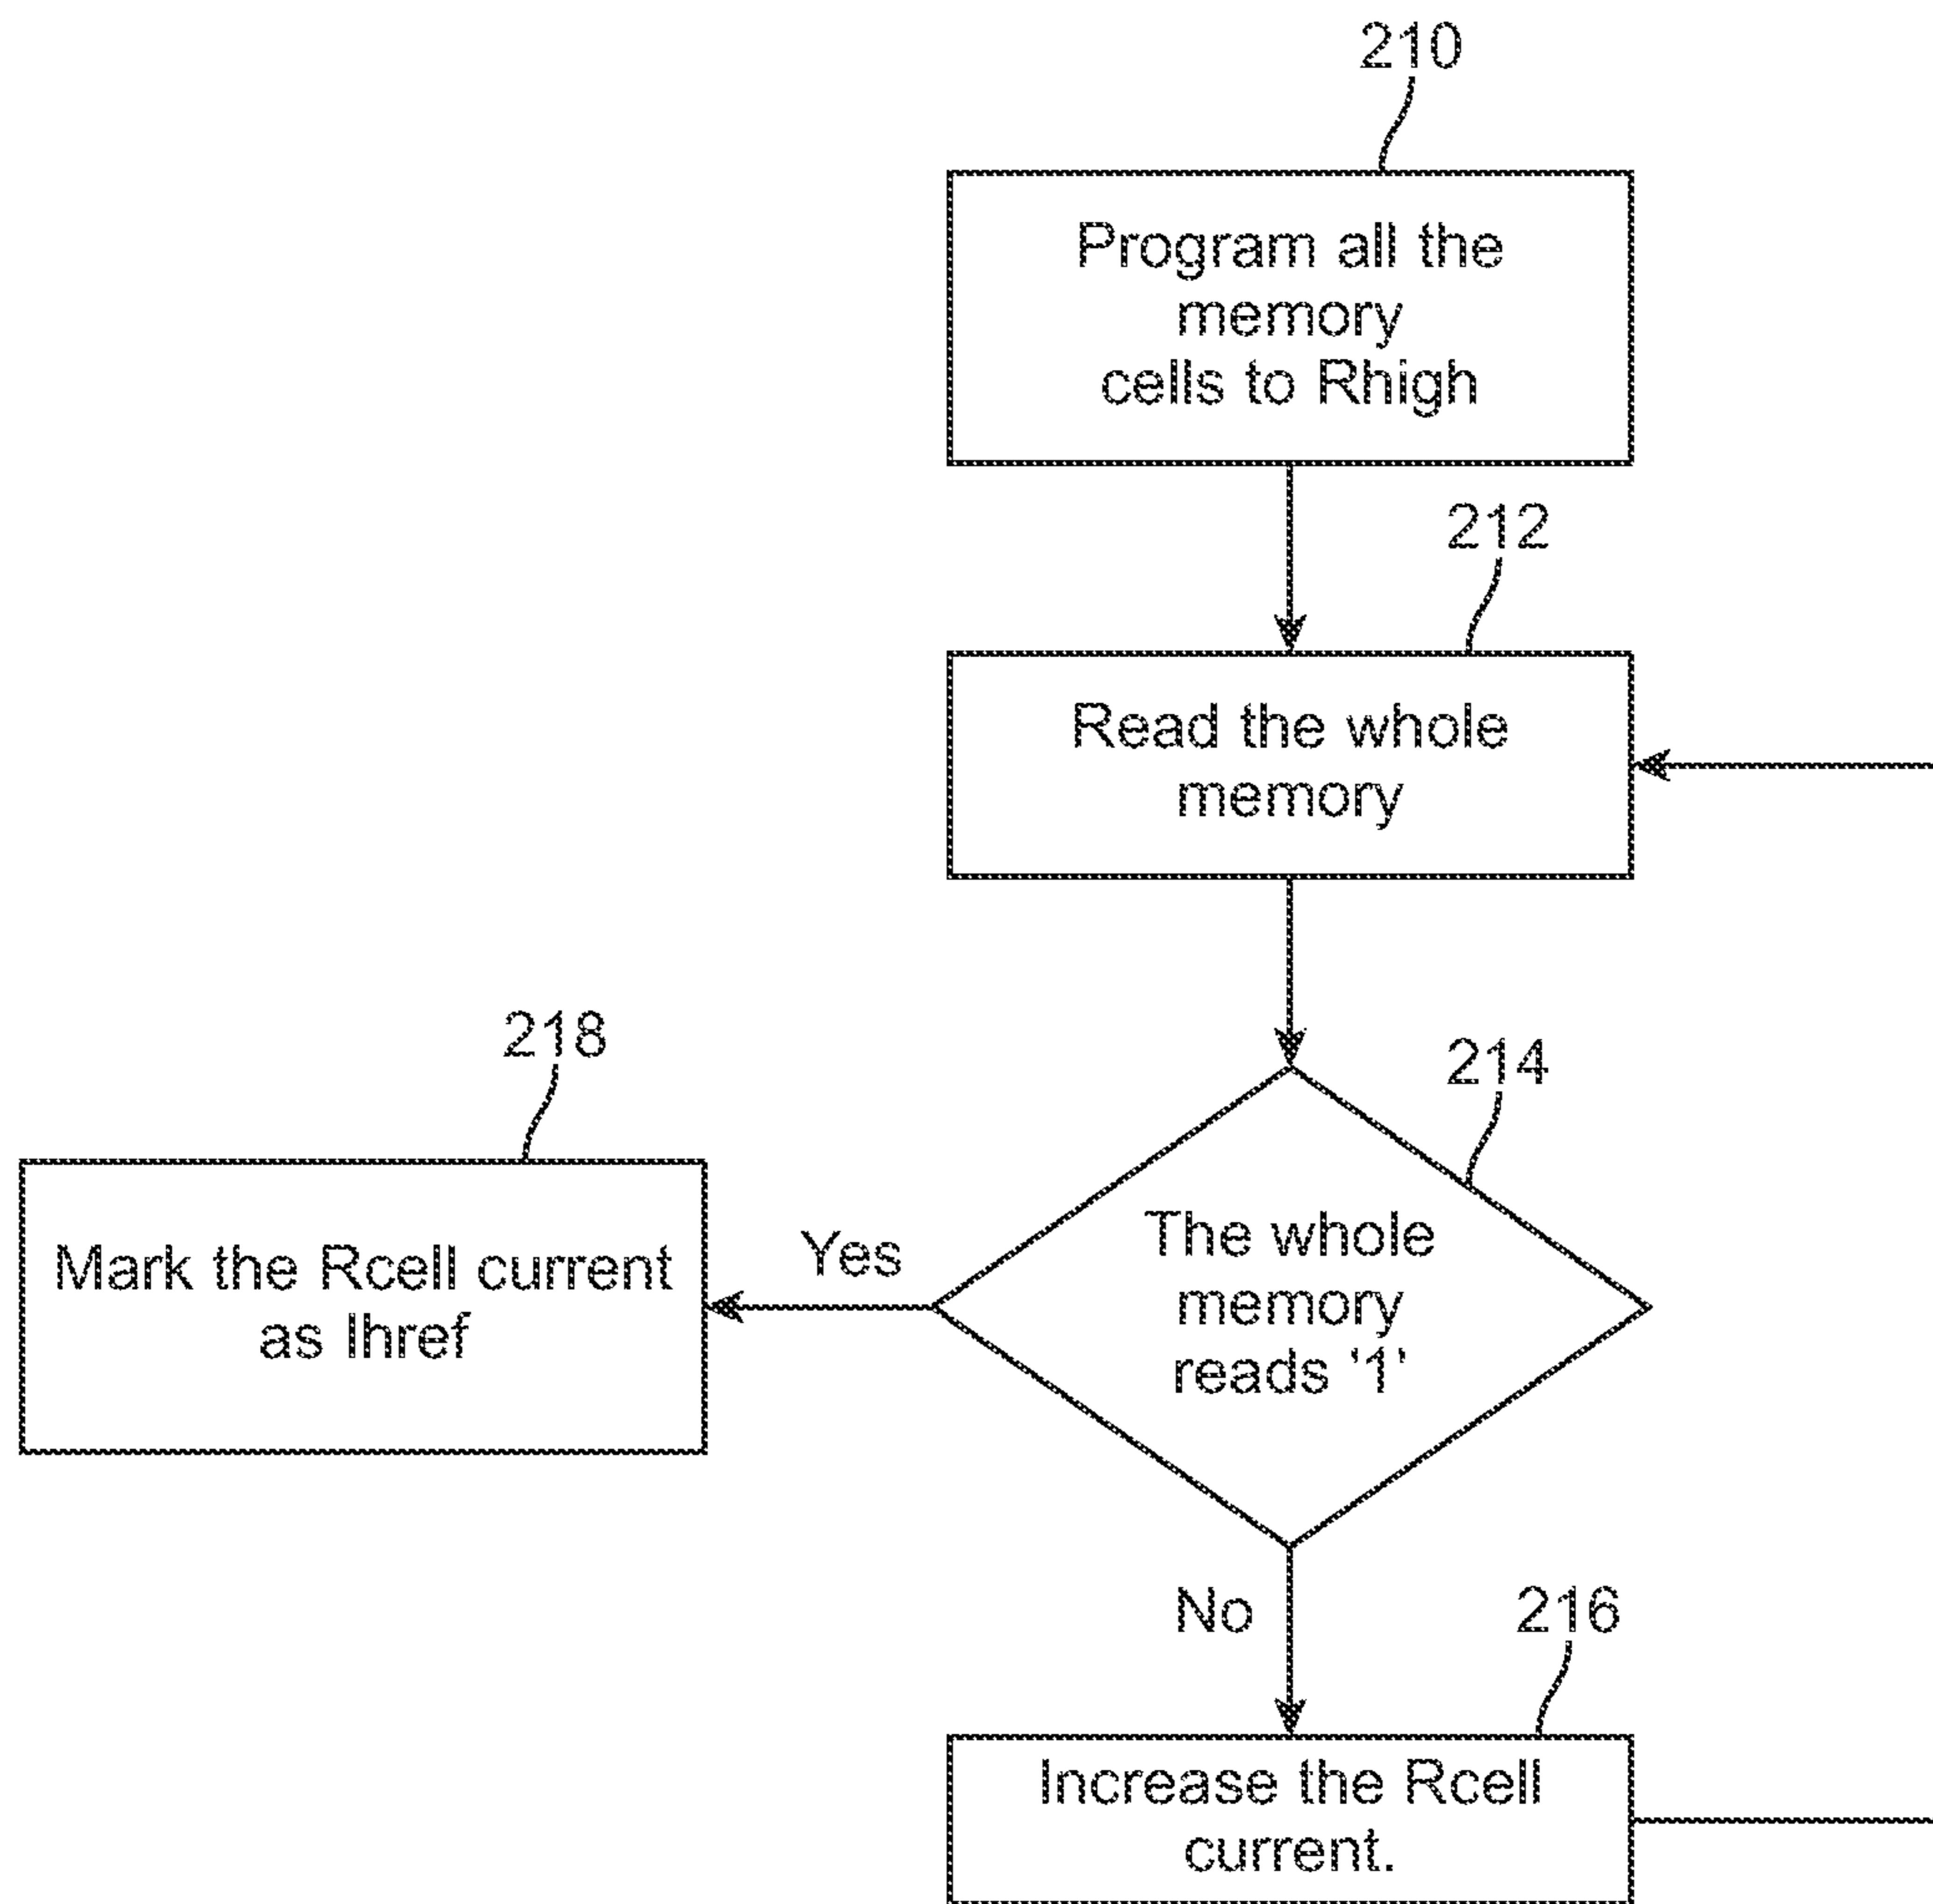 210
Program all the
memory
cells to Rhigh
212
Read the whole
memory
218
214
Mark the Rcell current
as Ihref
Yes
The whole
memory
reads '1'
No
216
Increase the Rcell
current.